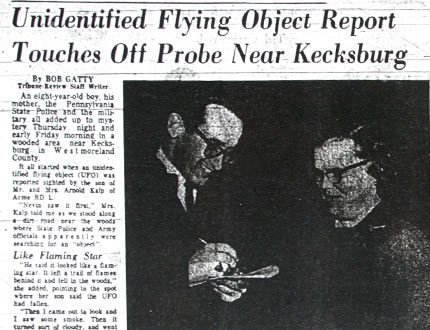 Unidentified Flying Object Report
Touches Off Probe Near Kecksburg
By BOB GATTY
Tribune-Review Staff Writer
An eight-year-old boy, his
mother, the Pennsylvania
State Police and the mili-
tary all added up to mys-
tery Thursday night and
early Friday morning in a
wooded area near Kecks-
burg in Westmoreland
County.
It all started when an uniden-
tified flying object (UFO) was
reported sighted by the son of
Mr. and Mrs. Arnold Kalp of
Acme RD 1.
"Nevin saw it first," Mrs.
Kalp told me as we stood along
a dirt road near the woods
where State Police and Army
officials apparently were
searching for an "object".
Like Flaming Star
"He said it looked like a flam-
ing star. It left a trail of flames
behind it and fell in the woods,"
she added, pointing to the spot
where her son said the UFO
had fallen.
"Then I came out to look and
I saw some smoke. Then it
turned sort of cloudy, and went